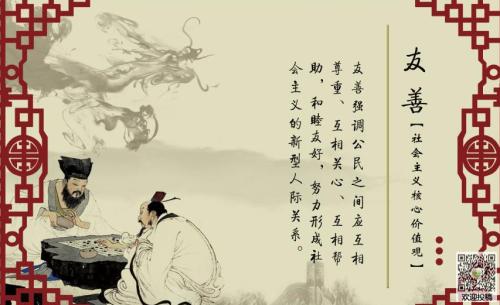 友善
【社会主义核心价值观】
友善强调公民之间应互相
尊重、互相关心、互相帮
助，和睦友好，努力形成社
会主义的新型人际关系。
欢迎投稿